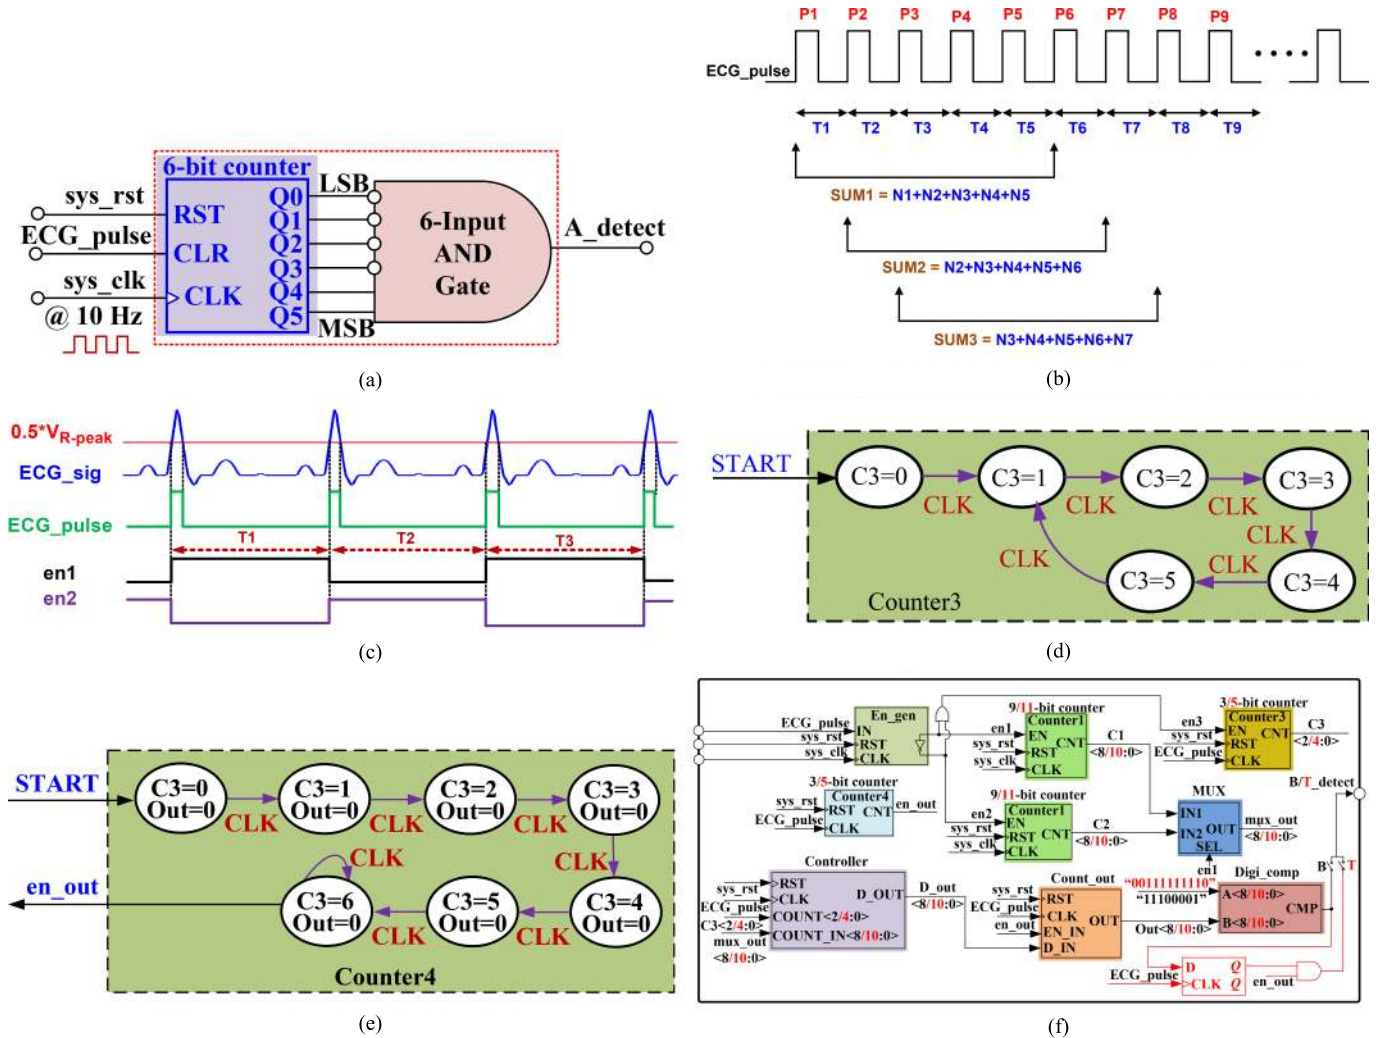 6-bit counter
sys_rst
ECG_pulse
sys_clk
@ 10 Hz
RST
CLR
CLK
Q0
Q1
Q2
Q3
Q4
Q5
LSB
MSB
6-Input
AND
Gate
A_detect
(a)
P1 P2 P3 P4 P5 P6 P7 P8 P9
ECG_pulse
T1 T2 T3 T4 T5 T6 T7 T8 T9
SUM1 = N1+N2+N3+N4+N5
SUM2 = N2+N3+N4+N5+N6
SUM3 = N3+N4+N5+N6+N7
(b)
0.5*VR-peak
ECG_sig
ECG_pulse
T1 T2 T3
en1
en2
(c)
START
C3=0
CLK
C3=1
CLK
C3=2
CLK
C3=3
CLK
C3=4
CLK
C3=5
CLK
Counter3
(d)
START
C3=0
Out=0
CLK
C3=1
Out=0
CLK
C3=2
Out=0
CLK
C3=3
Out=0
CLK
C3=4
Out=0
CLK
C3=5
Out=0
CLK
C3=6
Out=0
CLK
en_out
Counter4
(e)
ECG_pulse
sys_rst
sys_clk
En_gen
IN
RST
CLK
9/11-bit counter
Counter1
en1
sys_rst
sys_clk
EN
RST
CLK
CNT
C1
<8/10:0>
3/5-bit counter
Counter3
en3
sys_rst
ECG_pulse
EN
RST
CLK
CNT
C3
<2/4:0>
3/5-bit counter
Counter4
sys_rst
ECG_pulse
RST
CLK
CNT
en_out
9/11-bit counter
Counter1
en2
sys_rst
sys_clk
EN
RST
CLK
CNT
C2
<8/10:0>
MUX
IN1
IN2
OUT
SEL
en1
mux_out
<8/10:0>
B/T_detect
B
T
Controller
sys_rst
ECG_pulse
C3<2/4:0>
mux_out
<8/10:0>
RST
CLK
COUNT<2/4:0>
COUNT_IN<8/10:0>
D_OUT
D_out
<8/10:0>
Count_out
sys_rst
ECG_pulse
en_out
RST
CLK
EN_IN
D_IN
OUT
Out<8/10:0>
Digi_comp
“00111111110”
“11100001”
A<8/10:0>
B<8/10:0>
CMP
ECG_pulse
D
Q
CLK
Q
en_out
(f)